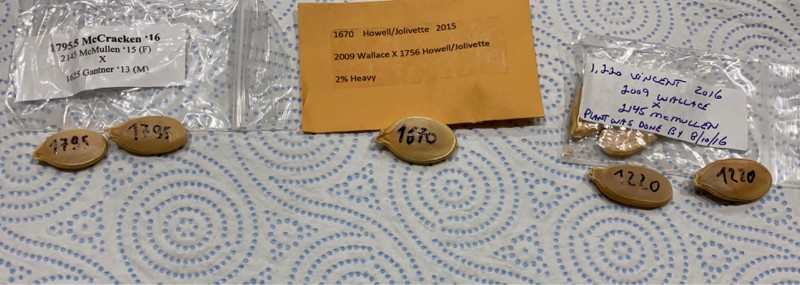 1795.5 McCracken '16
2145 McMullen '15 (F)
X
1625 Gantner '13 (M)
1670 Howell/Jolivette 2015
2009 Wallace X 1756 Howell/Jolivette
2% Heavy
1,220 VINCENT 2016
2009 WALLACE
X
2145 MCMULLEN
PLANT WAS DONE BY 8/10/16
1795
1795
1670
1220
1220